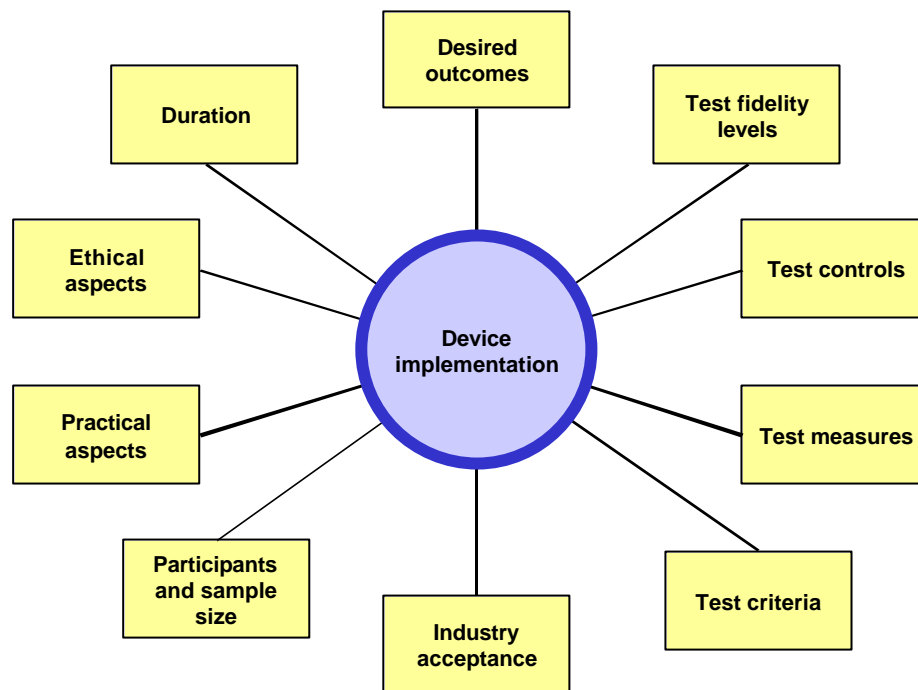 Desired
outcomes
Test fidelity
levels
Duration
Ethical
aspects
Test controls
Device
implementation
Practical
aspects
Test measures
Participants
and sample
size
Test criteria
Industry
acceptance